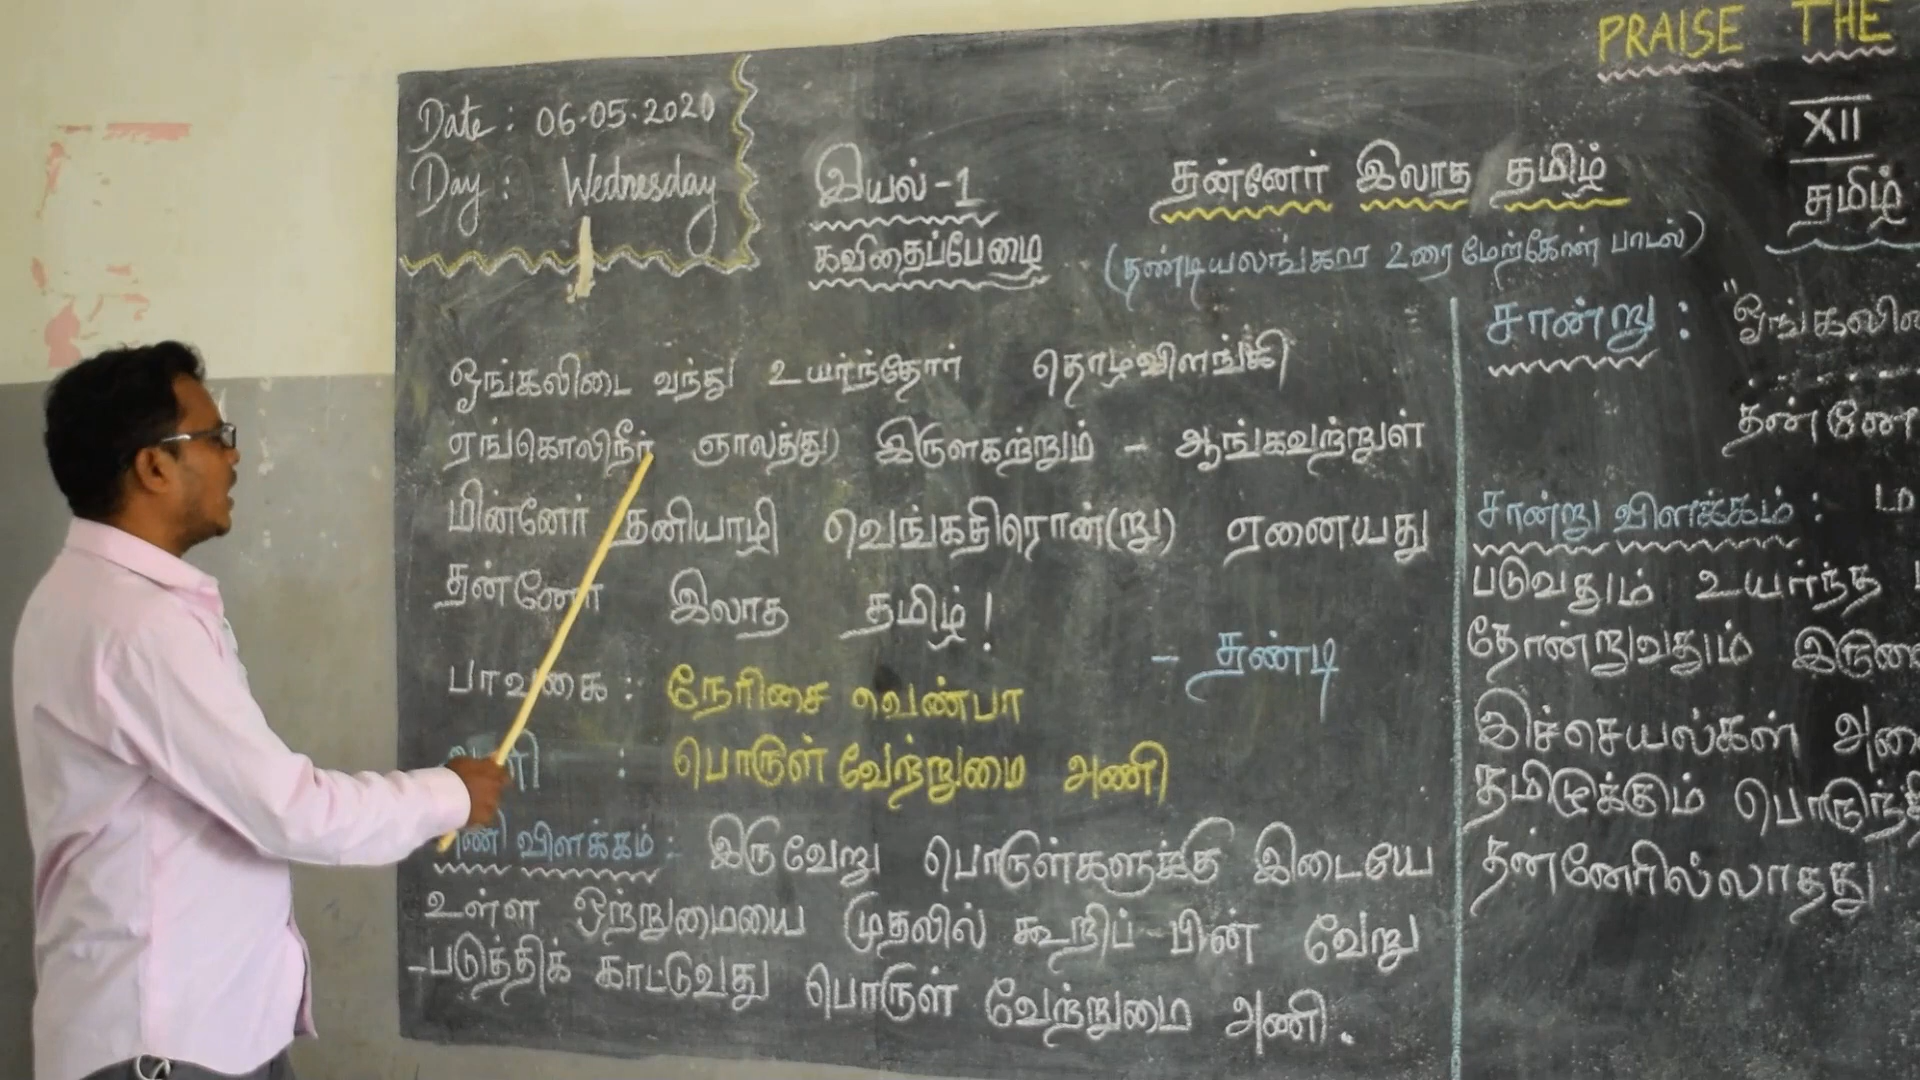 PRAISE THE
Date : 06.05.2020
Day : Wednesday
இயல்-1
கவிதைப்பேழை
தன்னேர் இலாத தமிழ்
(தண்டியலங்கார உரைமேற்கோள் பாடல்)
XII
தமிழ்
ஓங்கலிடை வந்து உயர்ந்தோர் தொழவிளங்கி
ஏங்கொலிநீர் ஞாலத்து இருளகற்றும் - ஆங்கவற்றுள்
மின்னேர் தனியாழி வெங்கதிரொன்(று) ஏனையது
தன்னேர் இலாத தமிழ்!
- தண்டி
பாவகை : நேரிசை வெண்பா
அணி : பொருள் வேற்றுமை அணி
அணி விளக்கம் : இருவேறு பொருள்களுக்கு இடையே
உள்ள ஒற்றுமையை முதலில் கூறிப் பின் வேறு
-படுத்திக் காட்டுவது பொருள் வேற்றுமை அணி.
சான்று : "ஓங்கலி
தன்னே
சான்று விளக்கம் : ம
படுவதும் உயர்ந்த
தோன்றுவதும்
இச்செயல்கள்
தமிழுக்கும்
தன்னேரில்லாதது.